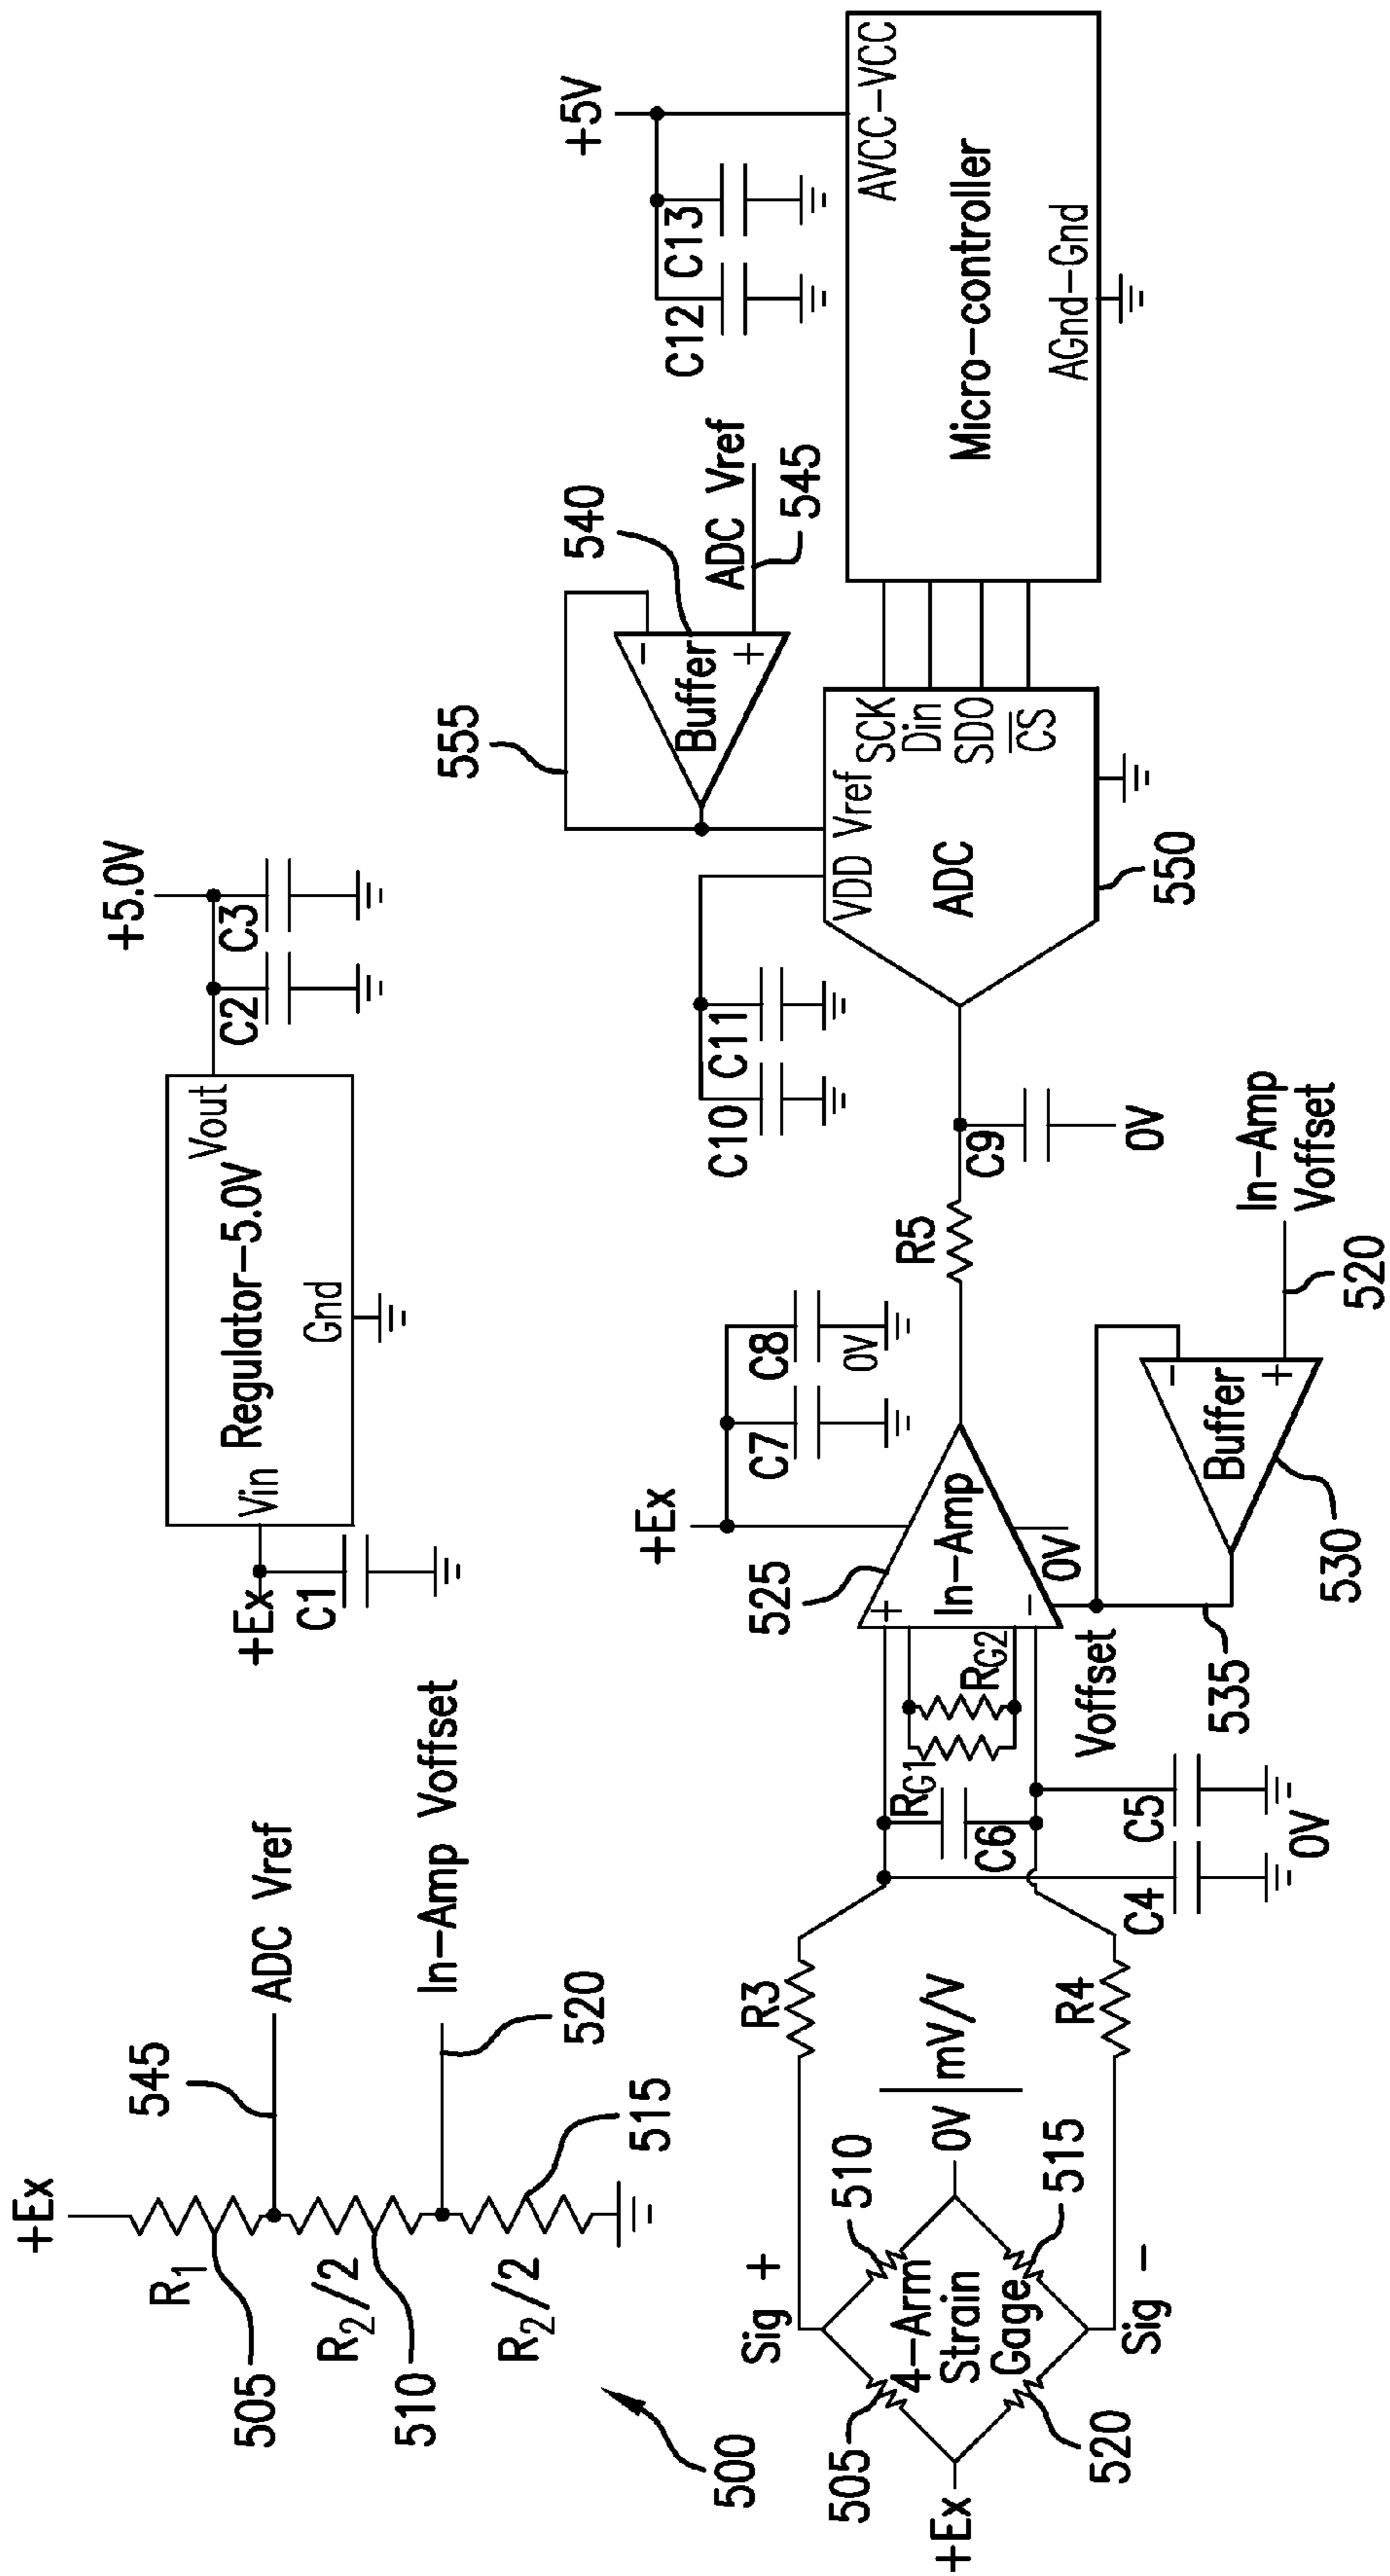 +Ex
R1
505
545
ADC Vref
R2/2
510
In-Amp Voffset
520
R2/2
515
500
+Ex
C1
Vin
Regulator-5.0V
Vout
Gnd
+5.0V
C2
C3
+Ex
4-Arm
Strain
Gage
505
510
515
520
0V
mV/V
Sig +
Sig -
R3
R4
C4
C5
0V
C6
RG1
RG2
+
In-Amp
-
525
+Ex
0V
C7
C8
0V
Voffset
535
Buffer
-
+
530
520
In-Amp
Voffset
R5
C9
0V
C10
C11
VDD
Vref
ADC
SCK
Din
SDO
CS
550
555
Buffer
-
+
540
ADC Vref
545
C12
C13
+5V
AVCC-VCC
Micro-controller
AGnd-Gnd